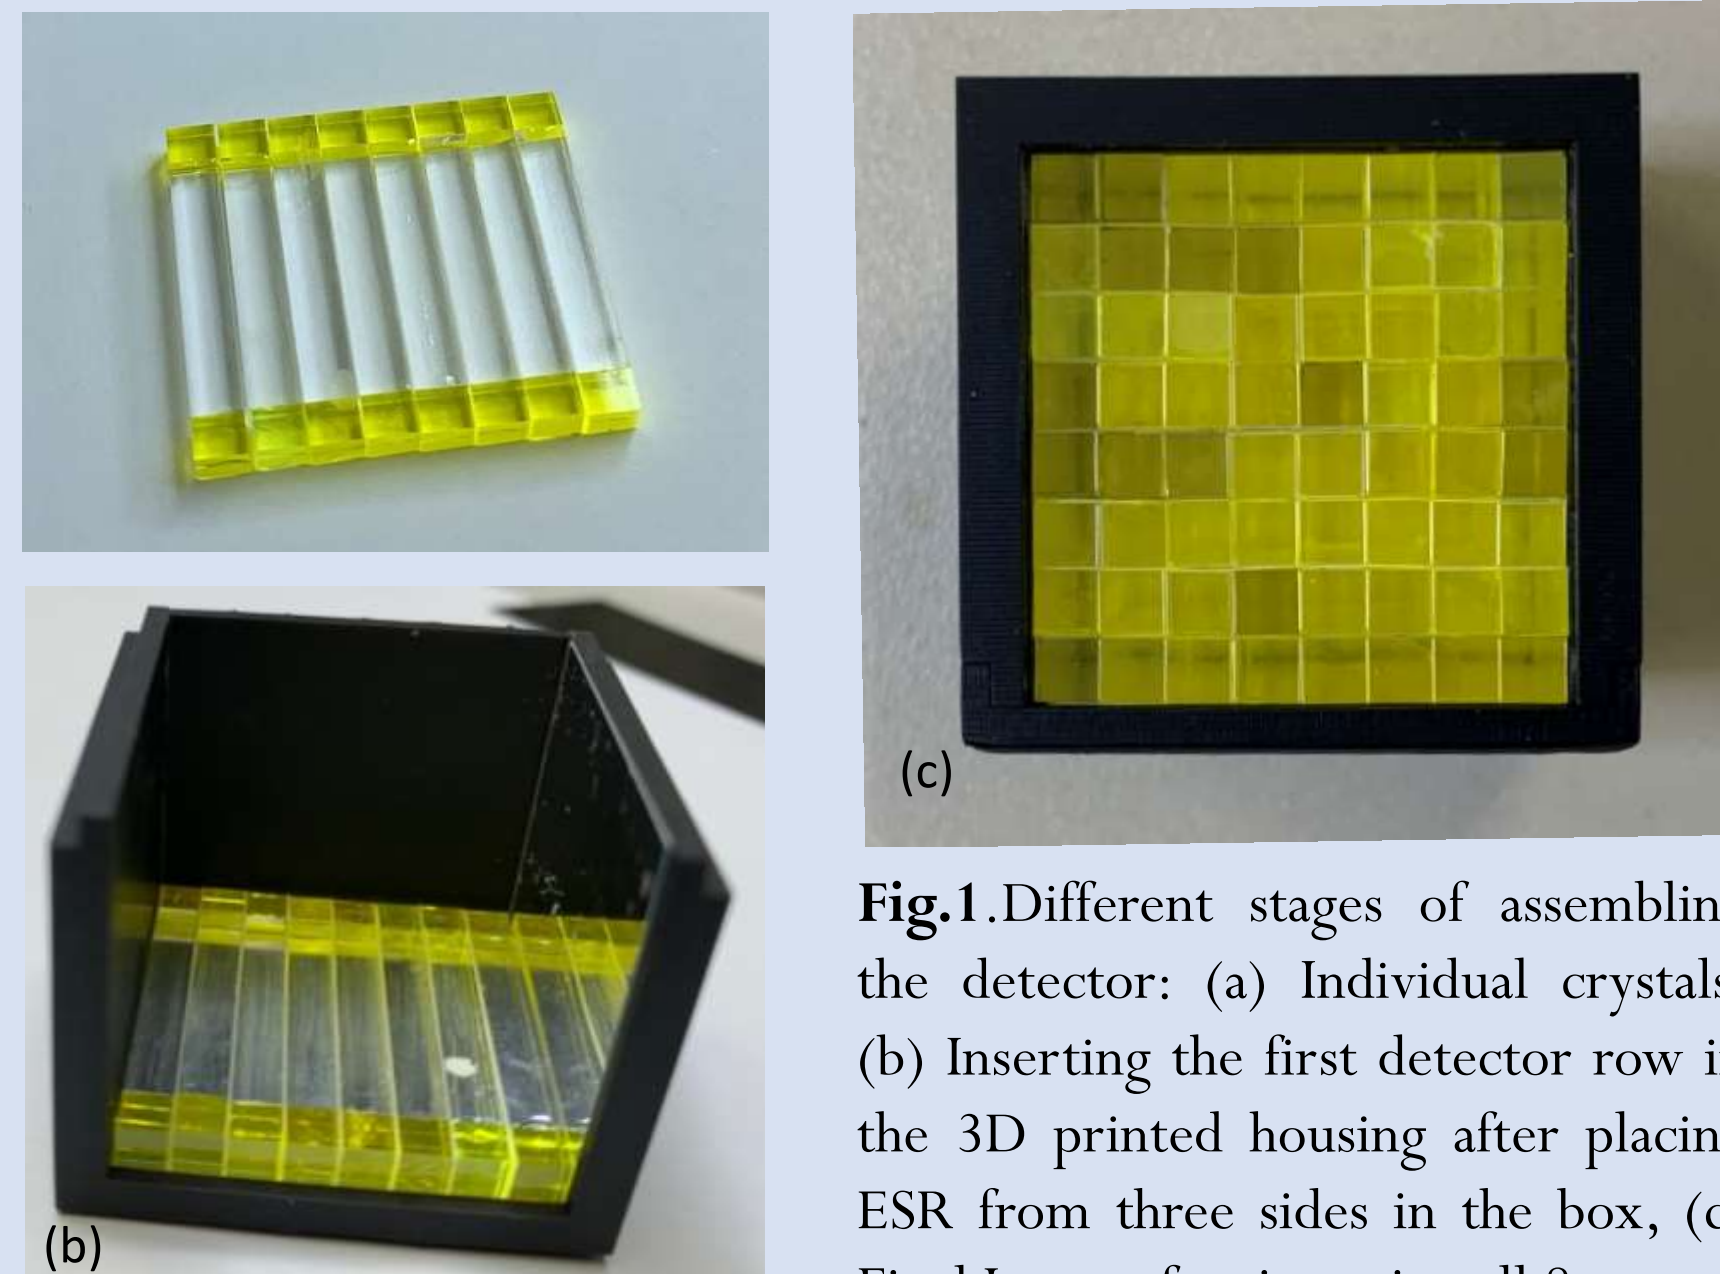 (c)
(b)
Fig.1.Different stages of assemblin
the detector: (a) Individual crystals
(b) Inserting the first detector row i
the 3D printed housing after placin
ESR from three sides in the box, (c